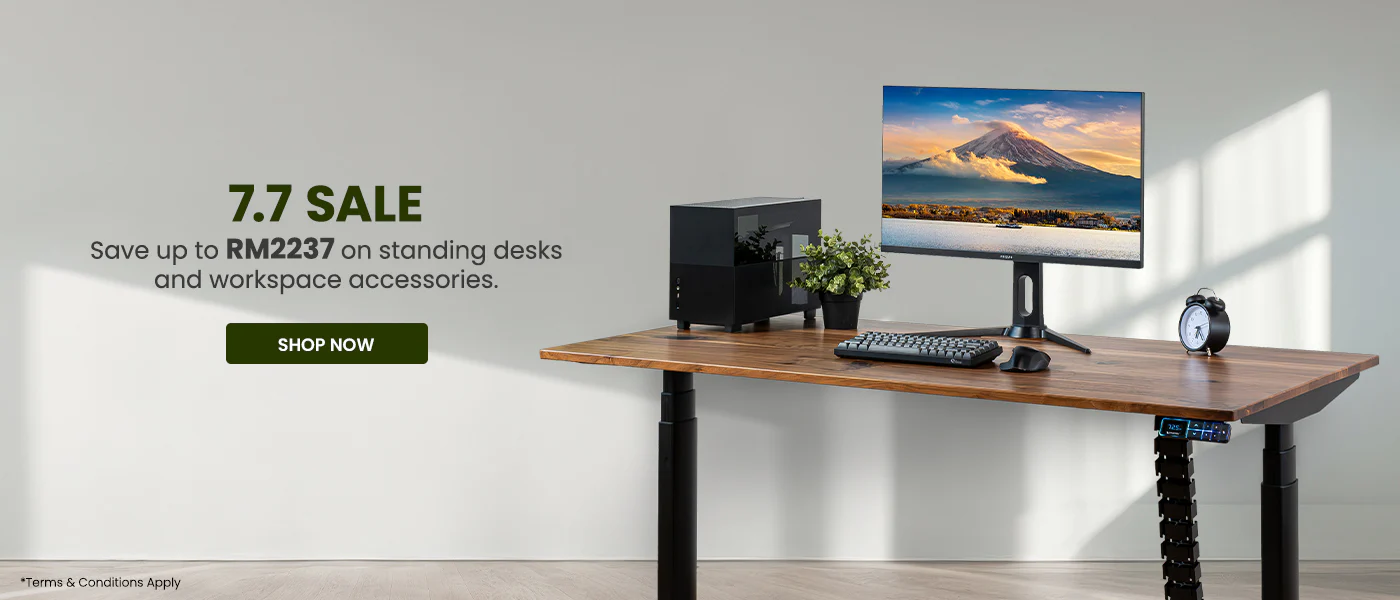 7.7 SALE
Save up to RM2237 on standing desks
and workspace accessories.
SHOP NOW
*Terms & Conditions Apply